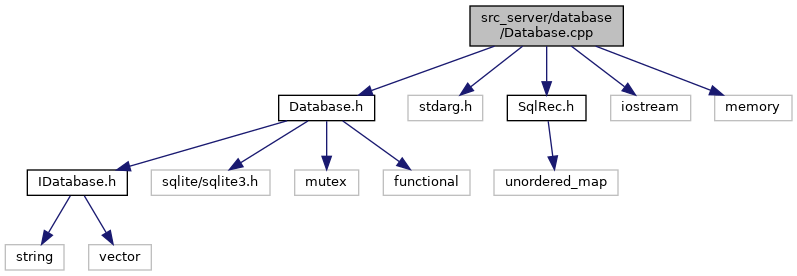 src_server/database
/Database.cpp
Database.h
stdarg.h
SqlRec.h
iostream
memory
IDatabase.h
sqlite/sqlite3.h
mutex
functional
unordered_map
string
vector